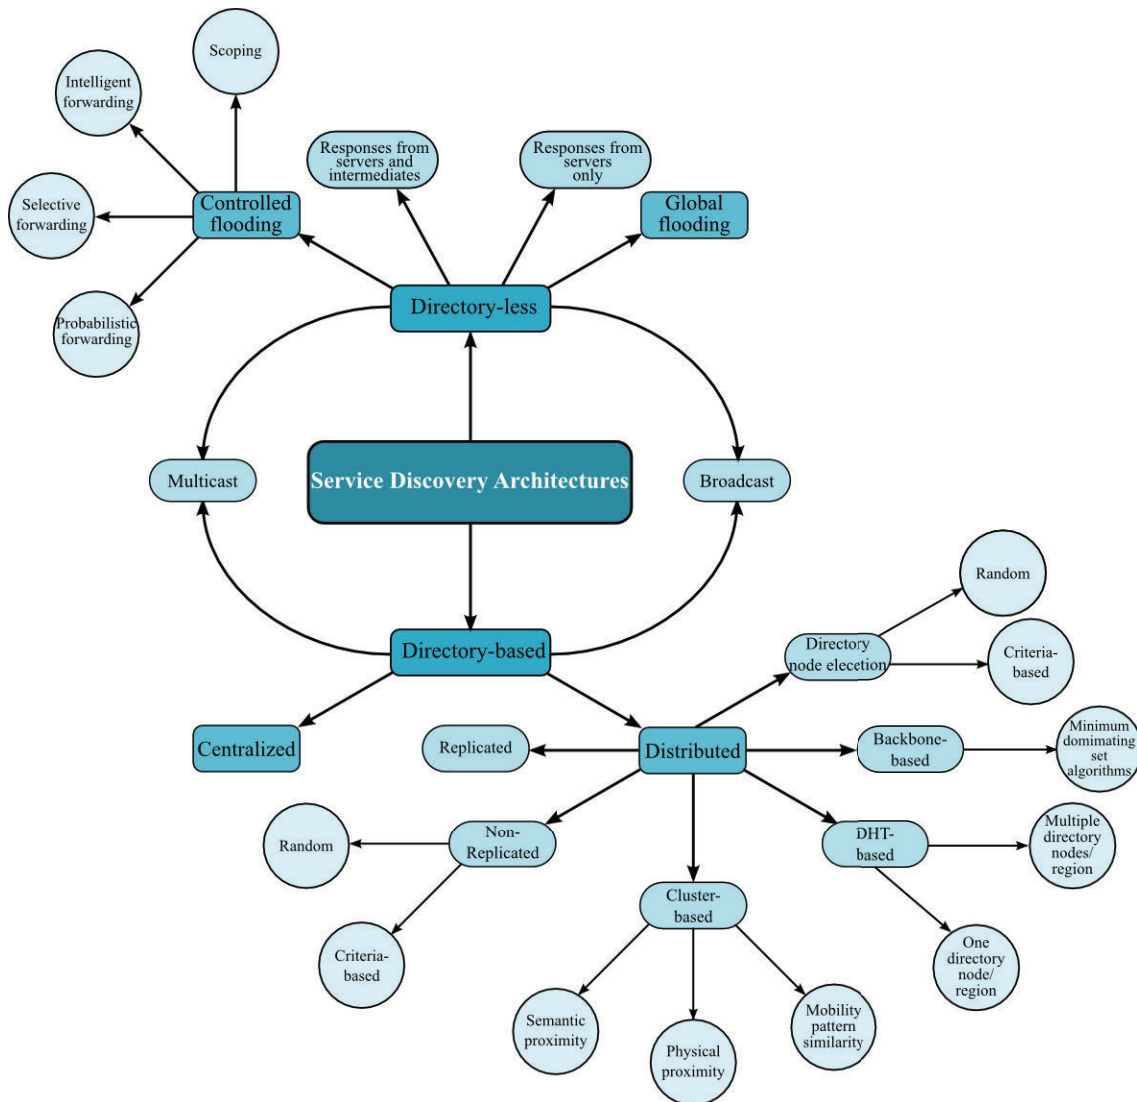 Scoping
Intelligent
forwarding
Responses from
servers and
intermediates
Responses from
servers
only
Selective
forwarding
Controlled
flooding
Global
flooding
Directory-less
Probabilistic
forwarding
Multicast
Service Discovery Architectures
Broadcast
Random
Directory-based
Directory
node elecetion
Criteria-
based
Centralized
Replicated
Distributed
Backbone-
based
Minimum
domimating
set
algorithms
Random
Non-
Replicated
DHT-
based
Multiple
directory
nodes/
region
Cluster-
based
Criteria-
based
One
directory
node/
region
Semantic
proximity
Physical
proximity
Mobility
pattern
similarity